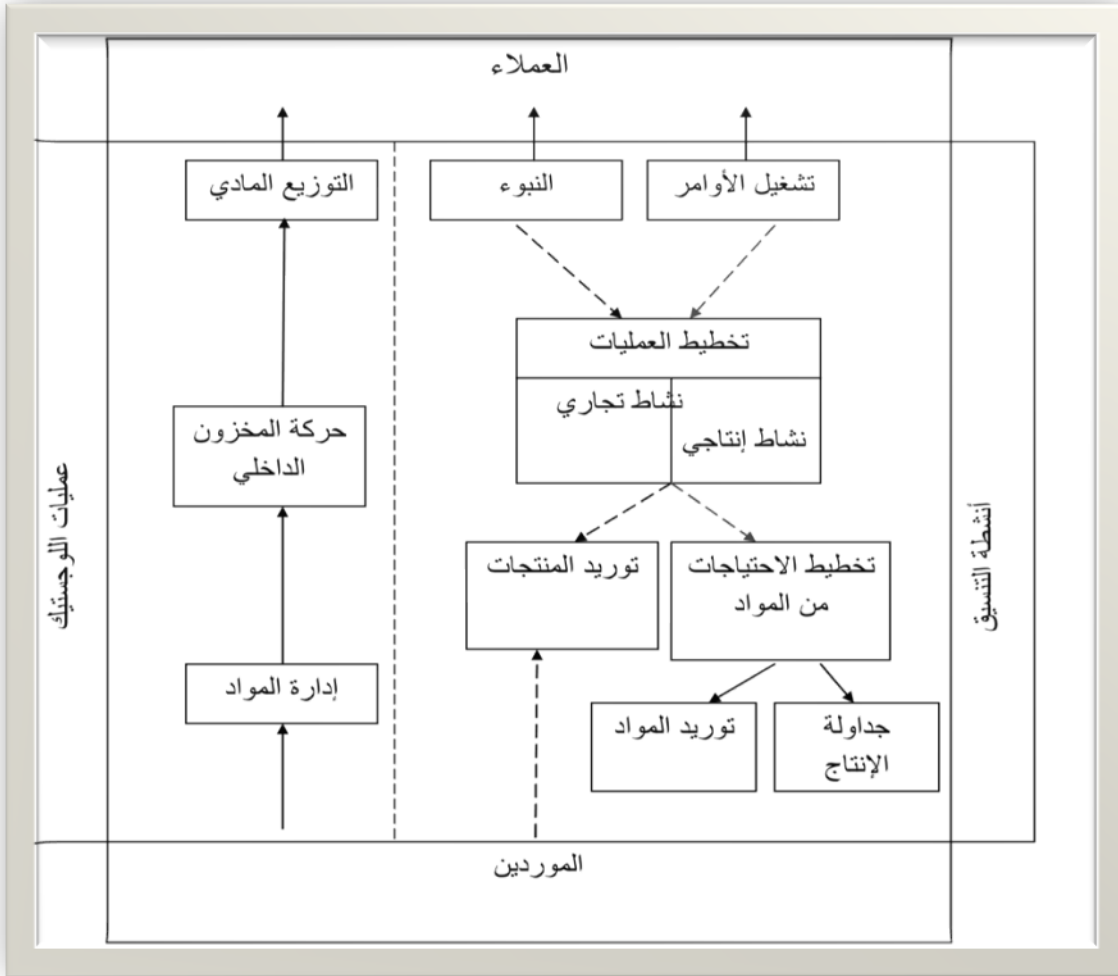 العملاء
تشغيل الأوامر
النبوء
التوزيع المادي
تخطيط العمليات
نشاط تجاري
نشاط إنتاجي
حركة المخزون
الداخلي
تخطيط الاحتياجات
من المواد
توريد المنتجات
إدارة المواد
جداولة
الإنتاج
توريد المواد
الموردين
أنشطة التنسيق
عمليات اللوجستيك